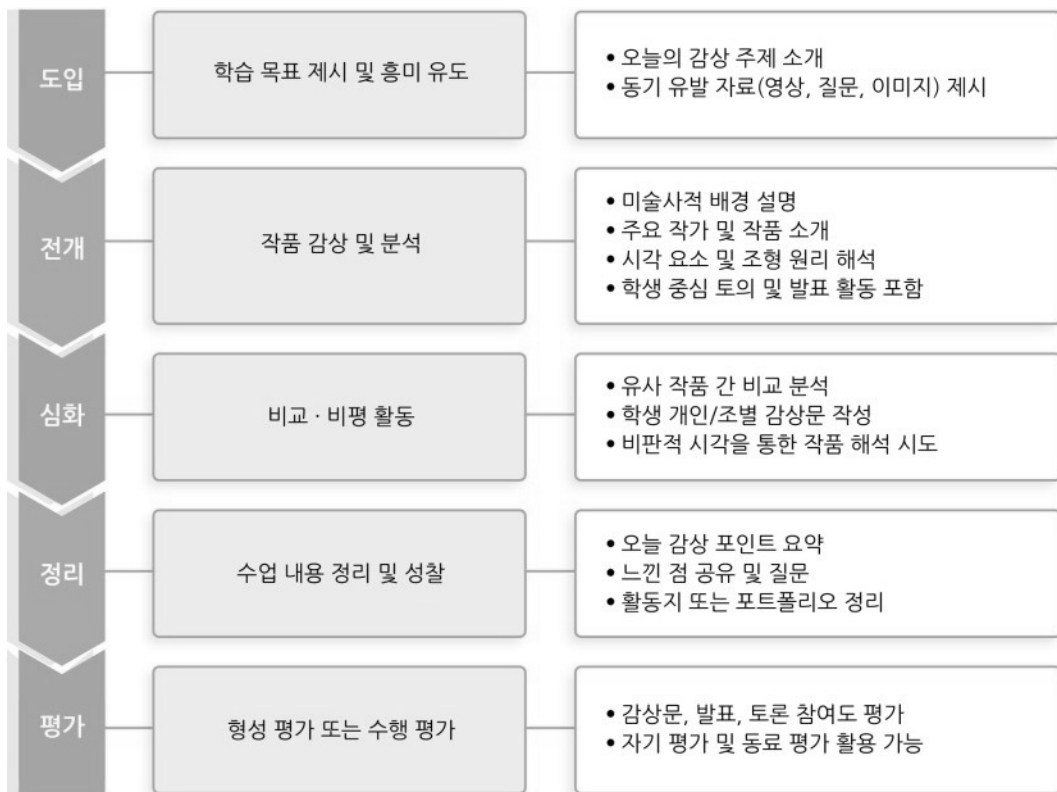 도입
학습 목표 제시 및 흥미 유도
• 오늘의 감상 주제 소개
• 동기 유발 자료(영상, 질문, 이미지) 제시
전개
작품 감상 및 분석
• 미술사적 배경 설명
• 주요 작가 및 작품 소개
• 시각 요소 및 조형 원리 해석
• 학생 중심 토의 및 발표 활동 포함
심화
비교 · 비평 활동
• 유사 작품 간 비교 분석
• 학생 개인/조별 감상문 작성
• 비판적 시각을 통한 작품 해석 시도
정리
수업 내용 정리 및 성찰
• 오늘 감상 포인트 요약
• 느낀 점 공유 및 질문
• 활동지 또는 포트폴리오 정리
평가
형성 평가 또는 수행 평가
• 감상문, 발표, 토론 참여도 평가
• 자기 평가 및 동료 평가 활용 가능